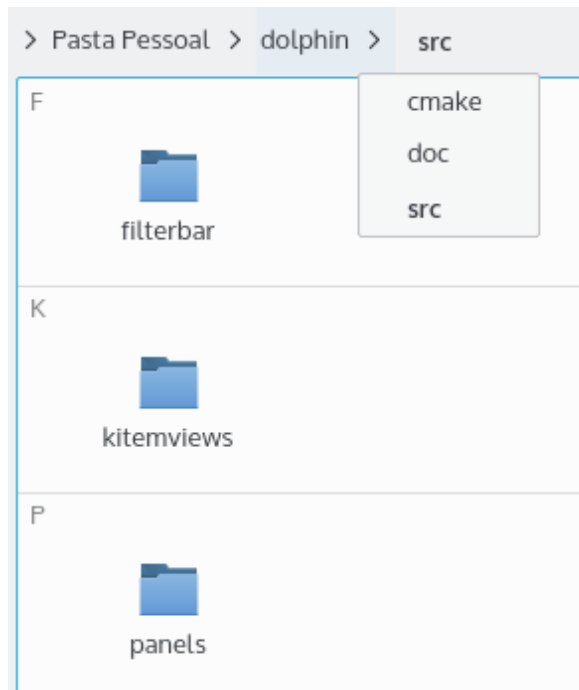 > Pasta Pessoal > dolphin > src
cmake
doc
src
F
filterbar
K
kitemviews
P
panels